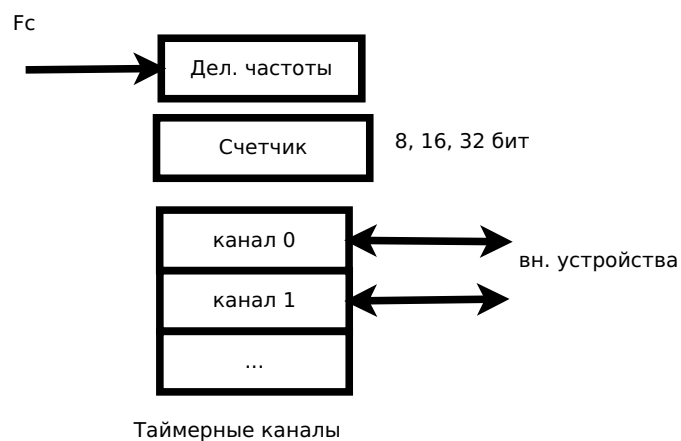 Fc
Дел. частоты
Счетчик
8, 16, 32 бит
канал 0
вн. устройства
канал 1
...
Таймерные каналы